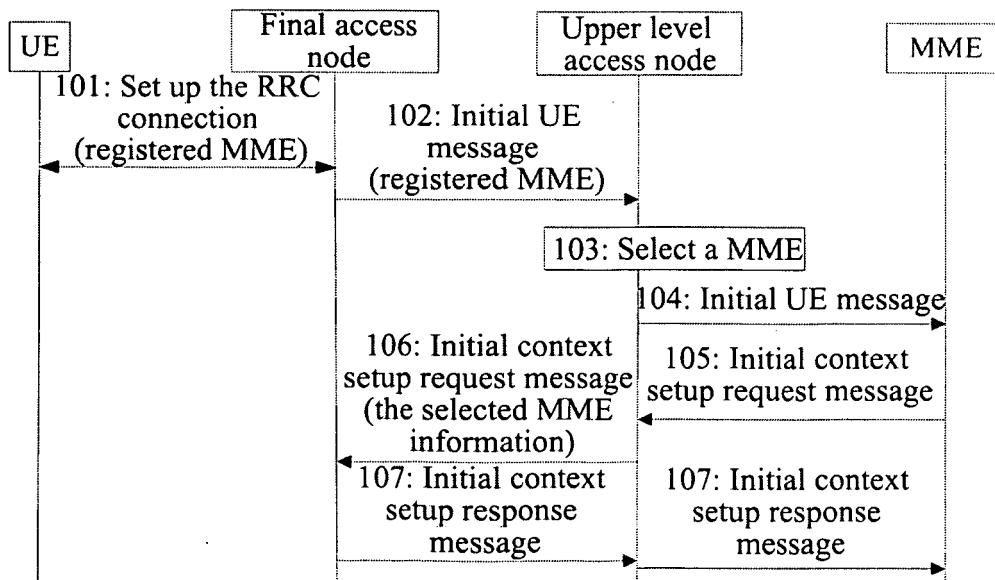 UE
Final access
node
Upper level
access node
MME
101: Set up the RRC
connection
(registered MME)
102: Initial UE
message
(registered MME)
103: Select a MME
104: Initial UE message
105: Initial context
setup request message
106: Initial context
setup request message
(the selected MME
information)
107: Initial context
setup response
message
107: Initial context
setup response
message